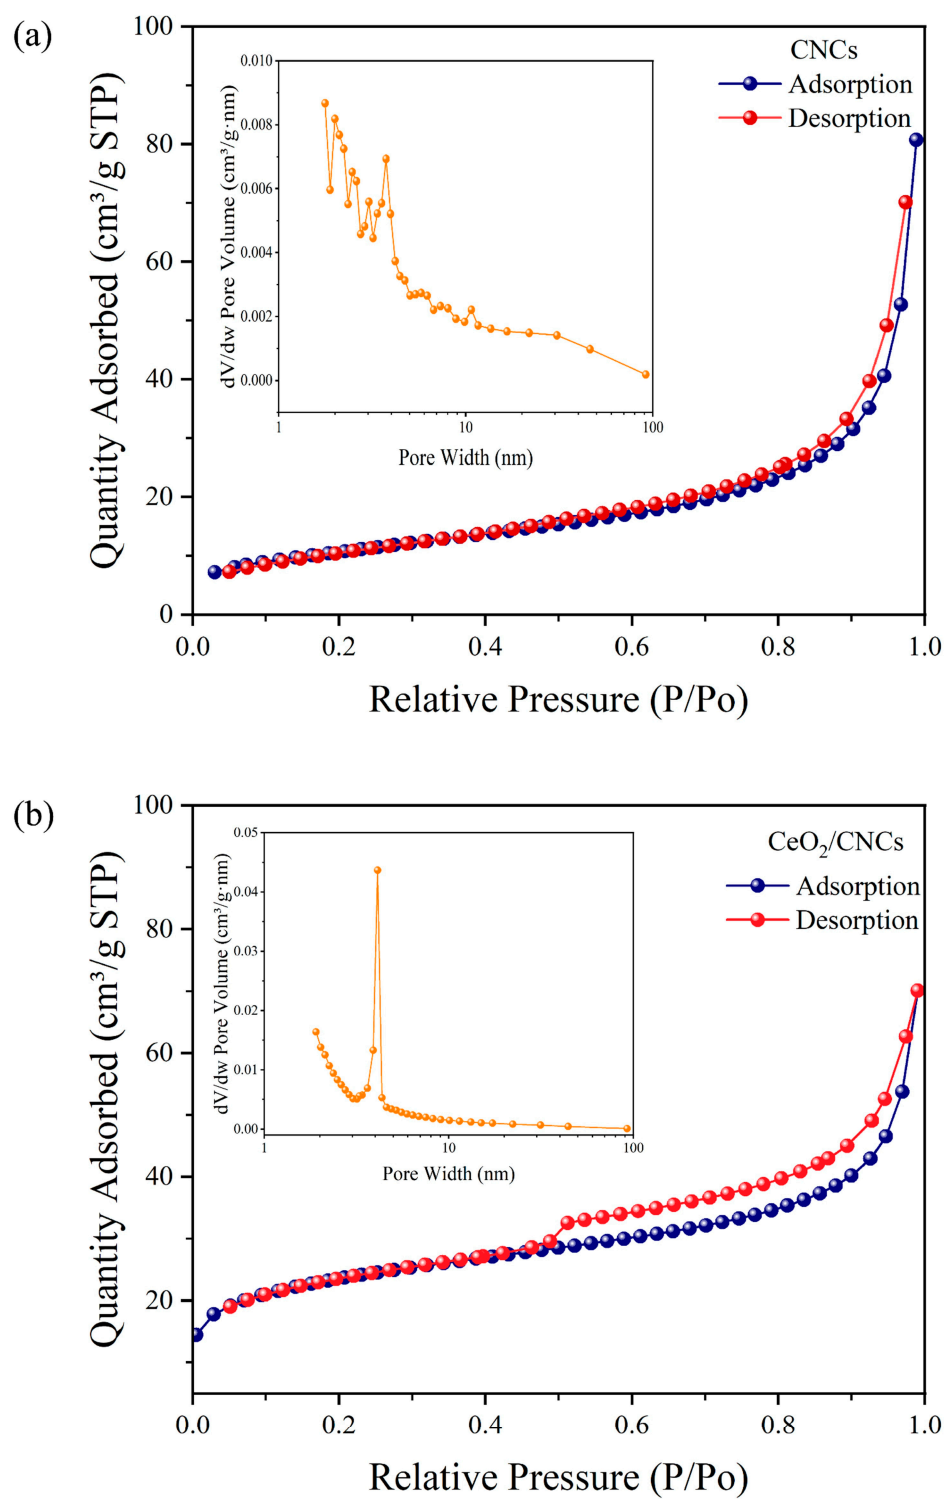 (a)
CNCs
Adsorption
Desorption
Quantity Adsorbed (cm³/g STP)
100
80
60
40
20
0
0.0 0.2 0.4 0.6 0.8 1.0
Relative Pressure (P/Po)
dV/dw Pore Volume (cm³/g·nm)
0.010
0.008
0.006
0.004
0.002
0.000
1 10 100
Pore Width (nm)
(b)
CeO₂/CNCs
Adsorption
Desorption
Quantity Adsorbed (cm³/g STP)
100
80
60
40
20
0.0 0.2 0.4 0.6 0.8 1.0
Relative Pressure (P/Po)
dV/dw Pore Volume (cm³/g·nm)
0.05
0.04
0.03
0.02
0.01
0.00
1 10 100
Pore Width (nm)